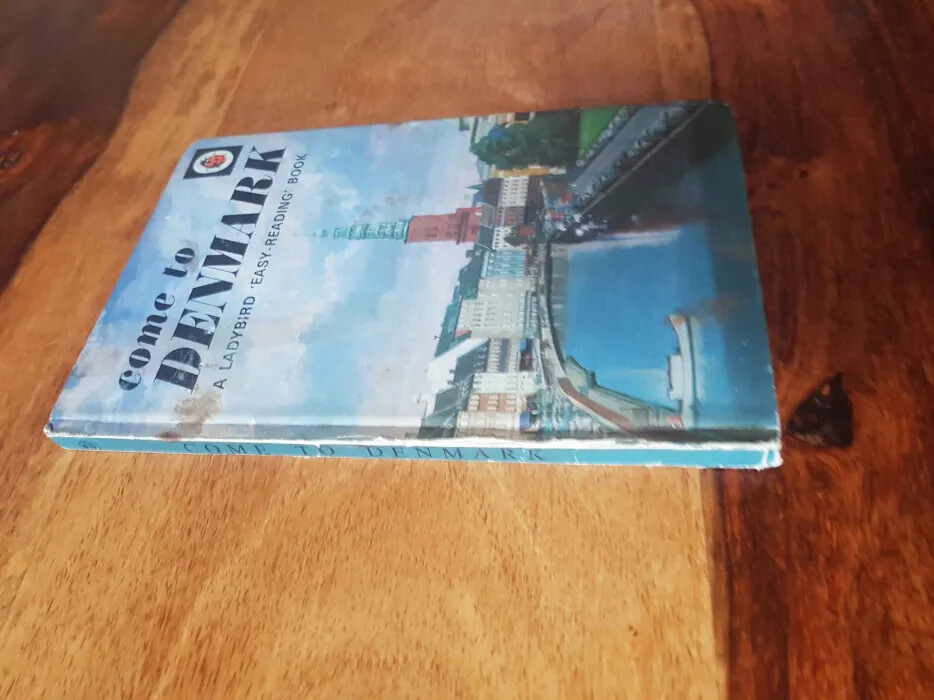 come to
DENMARK
A LADYBIRD 'EASY-READING' BOOK
COME TO DENMARK